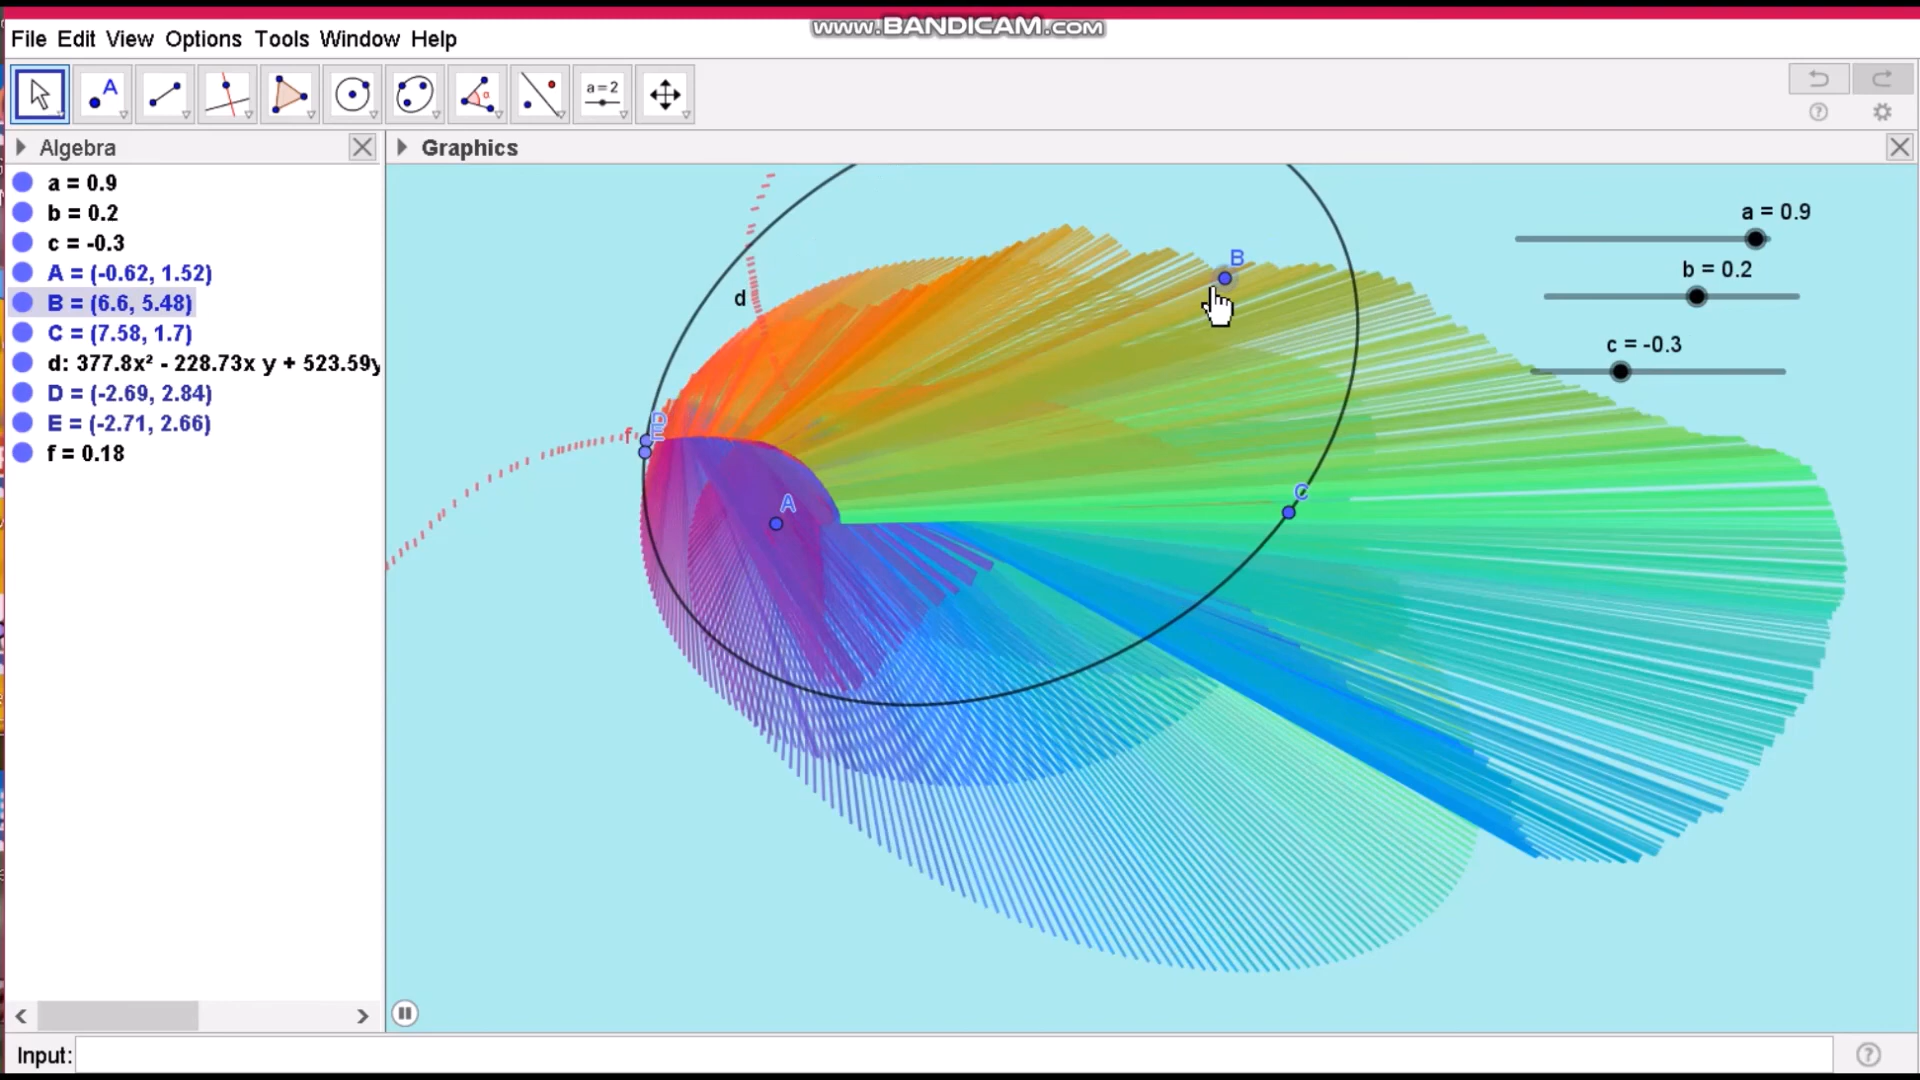 www.BANDICAM.com
File Edit View Options Tools Window Help
A
α
a = 2
Algebra
Graphics
a = 0.9
b = 0.2
c = -0.3
A = (-0.62, 1.52)
B = (6.6, 5.48)
C = (7.58, 1.7)
d: 377.8x² - 228.73x y + 523.59y
D = (-2.69, 2.84)
E = (-2.71, 2.66)
f = 0.18
a = 0.9
b = 0.2
c = -0.3
B
d
D
E
f
A
C
Input: